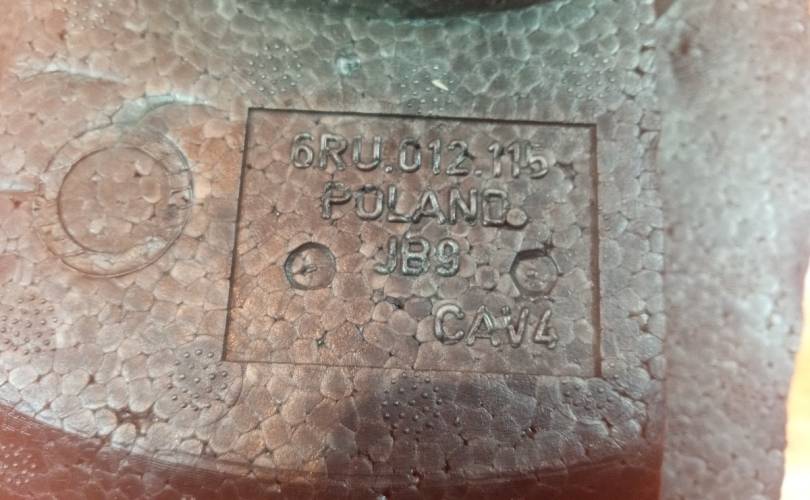 6RU.012.115
POLAND.
JB9
CAV4